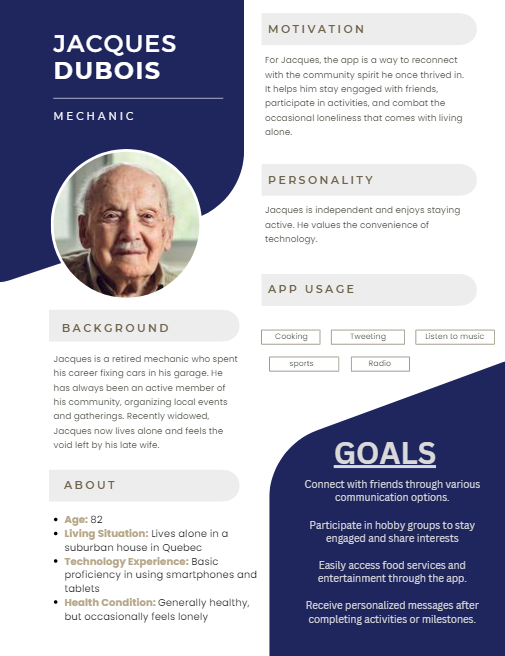 JACQUES
DUBOIS
MECHANIC
BACKGROUND
Jacques is a retired mechanic who spent
his career fixing cars in his garage. He
has always been an active member of
his community, organizing local events
and gatherings. Recently widowed,
Jacques now lives alone and feels the
void left by his late wife.
ABOUT
• Age: 82
• Living Situation: Lives alone in a
suburban house in Quebec
• Technology Experience: Basic
proficiency in using smartphones and
tablets
• Health Condition: Generally healthy,
but occasionally feels lonely
MOTIVATION
For Jacques, the app is a way to reconnect
with the community spirit he once thrived in.
It helps him stay engaged with friends,
participate in activities, and combat the
occasional loneliness that comes with living
alone.
PERSONALITY
Jacques is independent and enjoys staying
active. He values the convenience of
technology.
APP USAGE
Cooking Tweeting Listen to music
sports Radio
GOALS
Connect with friends through various
communication options.
Participate in hobby groups to stay
engaged and share interests
Easily access food services and
entertainment through the app.
Receive personalized messages after
completing activities or milestones.